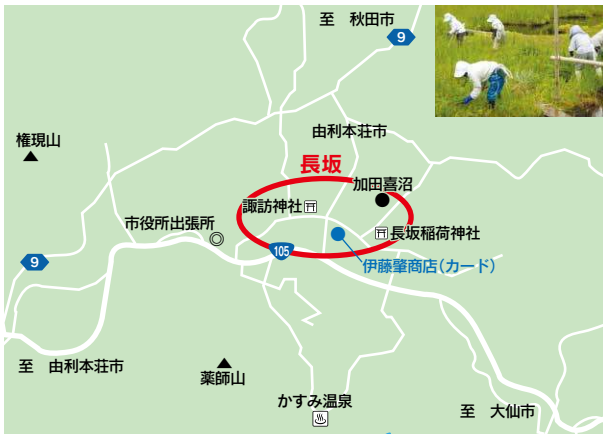 至 秋田市
9
権現山
由利本荘市
長坂
加田喜沼
諏訪神社
市役所出張所
長坂稲荷神社
105
伊藤肇商店(カード)
9
至 由利本荘市
薬師山
かすみ温泉
至 大仙市